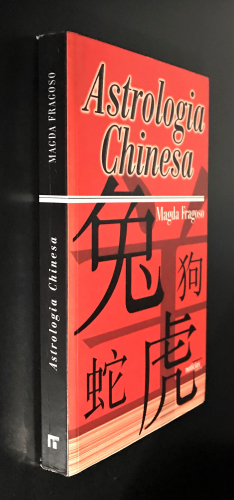 MAGDA FRAGOSO
Astrologia Chinesa
Astrologia
Chinesa
Magda Fragoso
兔
狗
蛇
虎